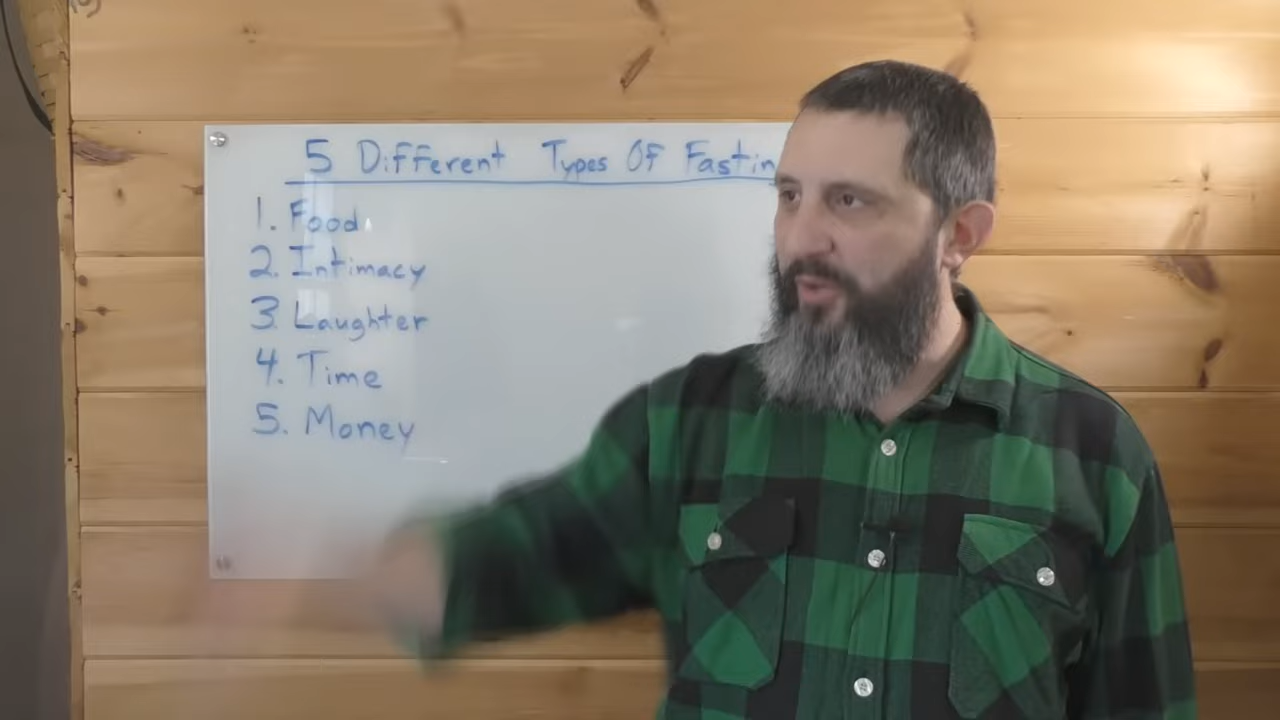 5 Different Types Of Fastin
1. Food
2. Intimacy
3. Laughter
4. Time
5. Money